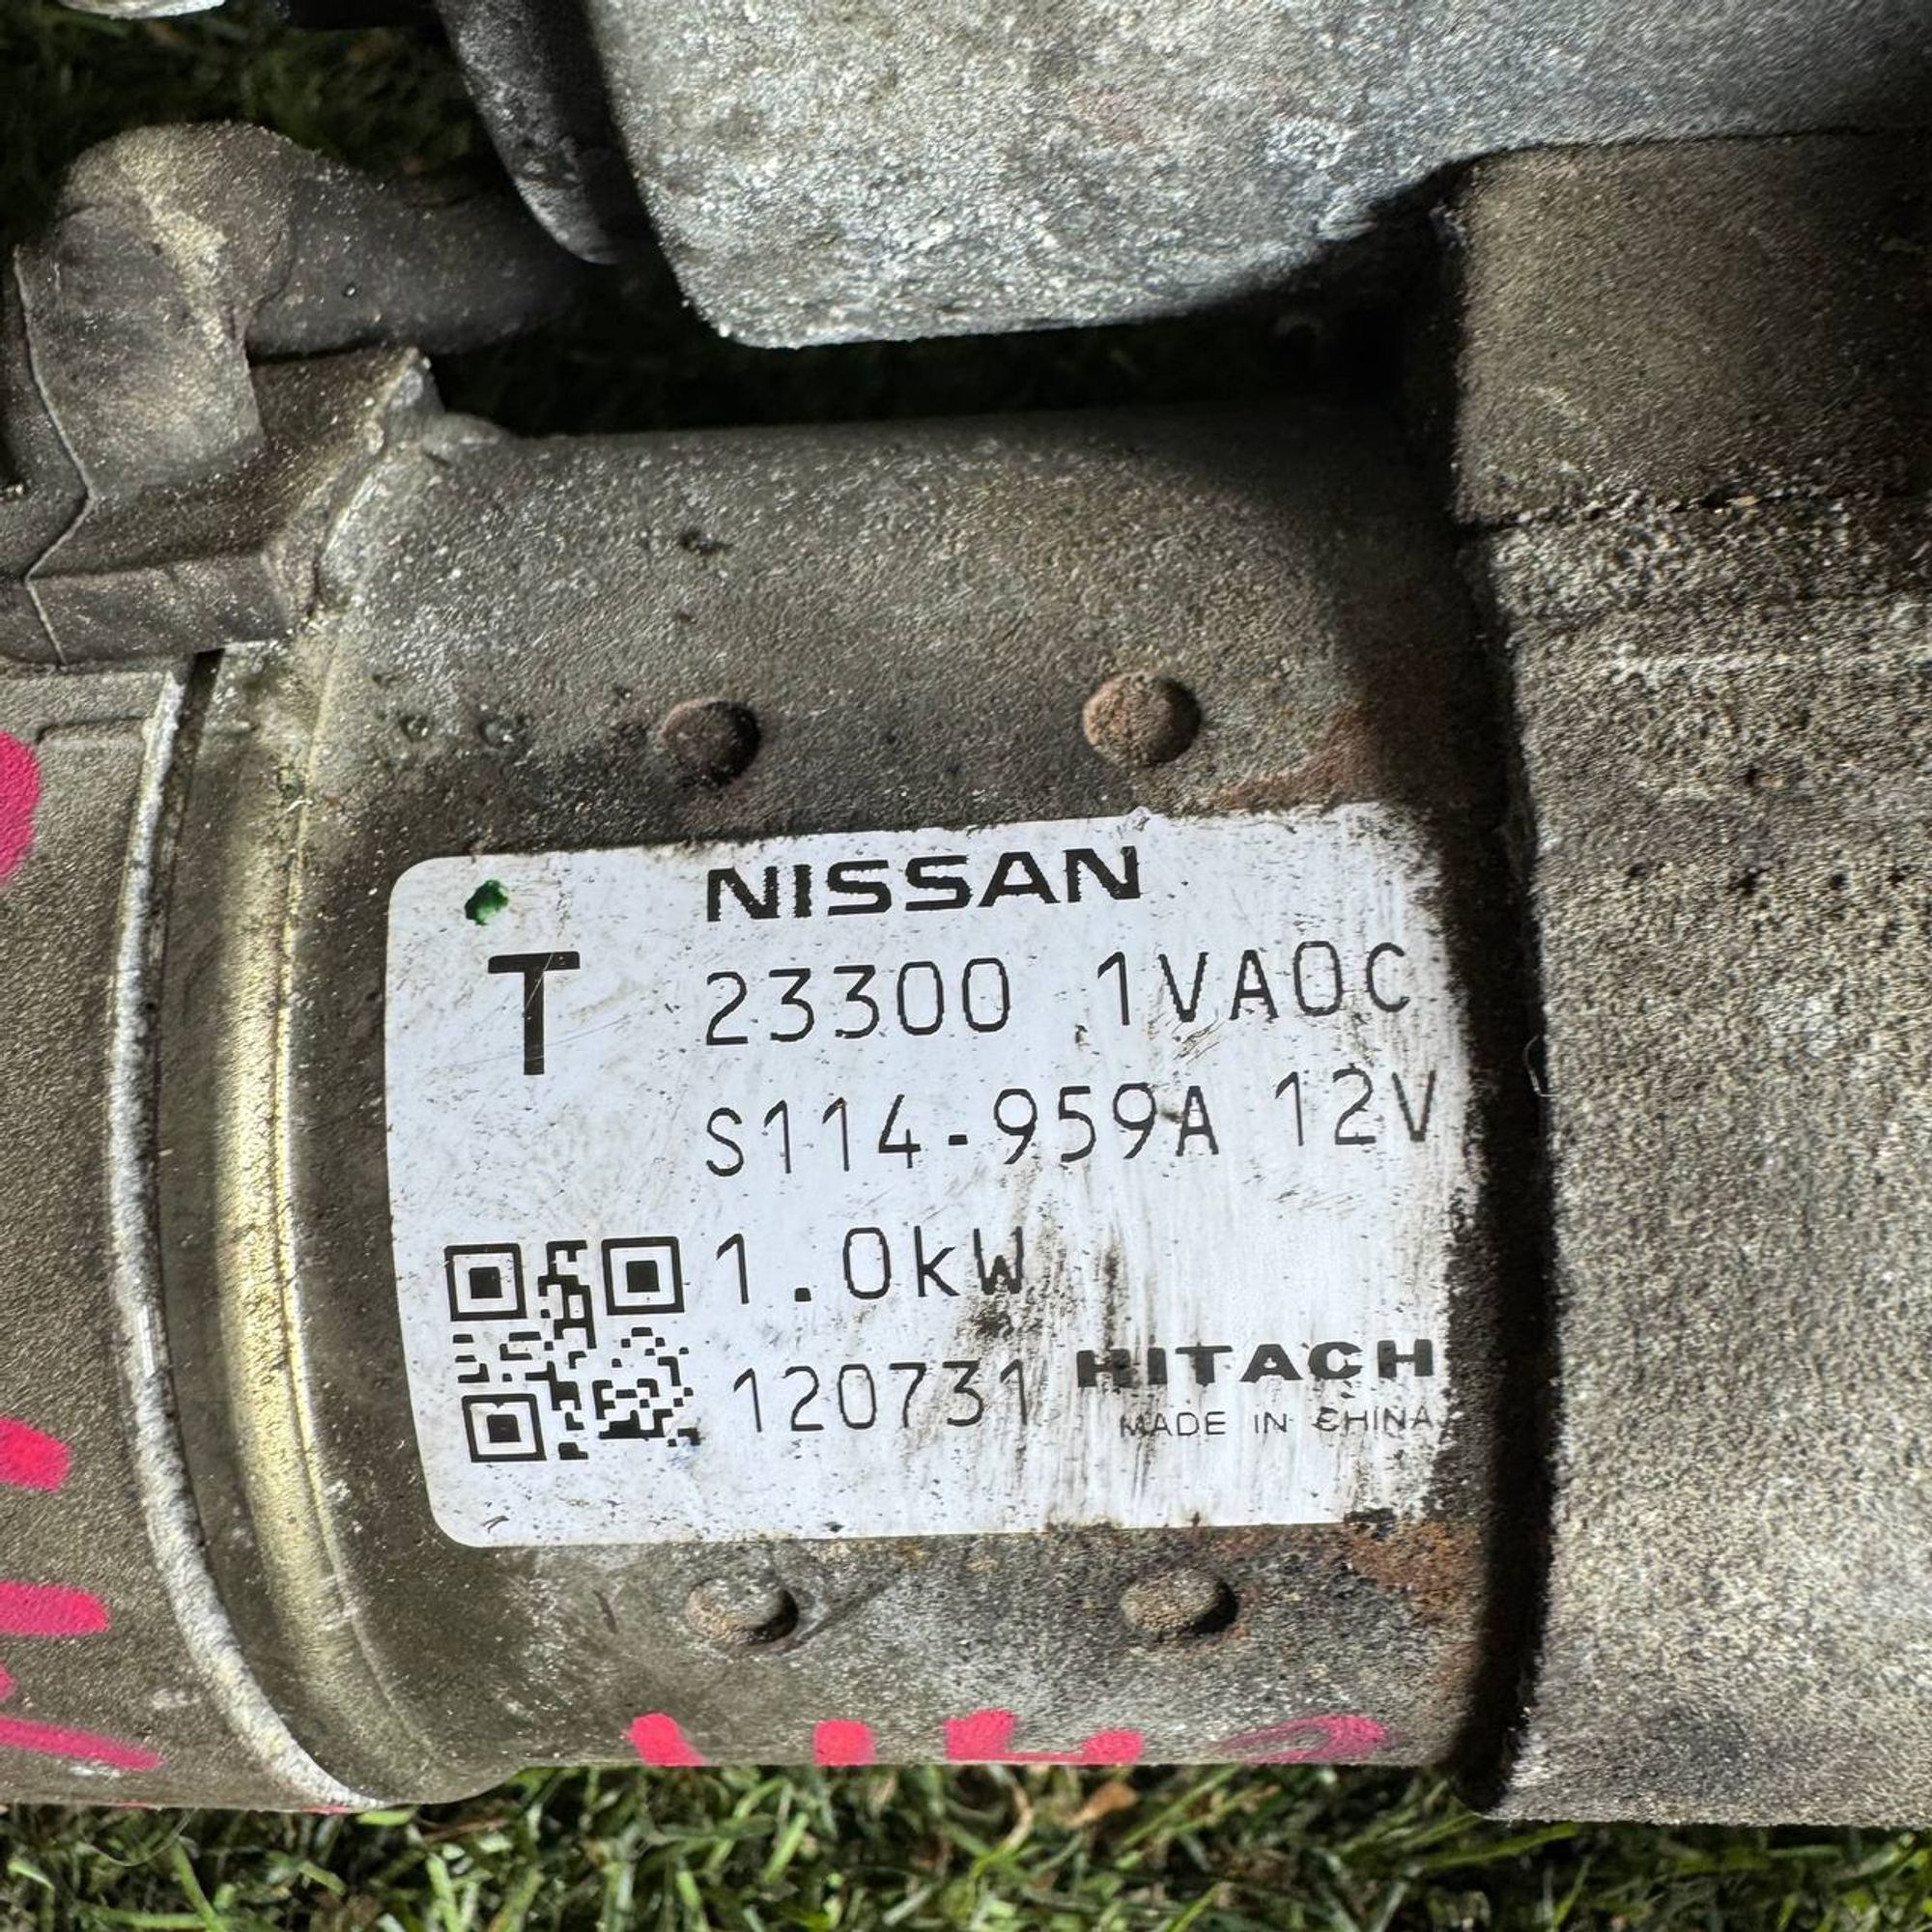 NISSAN
T 23300 1VA0C
S114-959A 12V
1.0kW
120731 HITACH
MADE IN CHINA